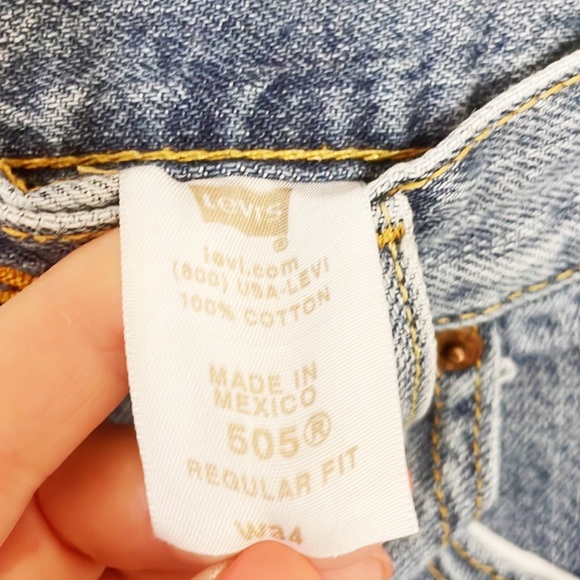 Levi's
®
levi.com
(800) USA-LEVI
100% COTTON
MADE IN
MEXICO
505®
REGULAR FIT
W34